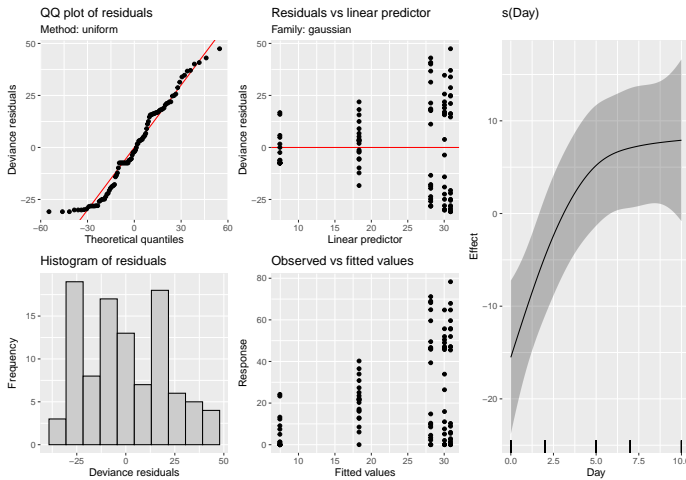 QQ plot of residuals
Method: uniform
50
25
0
−25
−60
−30
0
30
60
Deviance residuals
Theoretical quantiles
Residuals vs linear predictor
Family: gaussian
50
25
0
−25
10
15
20
25
30
Deviance residuals
Linear predictor
Histogram of residuals
15
10
5
0
−25
0
25
50
Frequency
Deviance residuals
Observed vs fitted values
80
60
40
20
0
10
15
20
25
30
Response
Fitted values
s(Day)
10
0
−10
−20
0.0
2.5
5.0
7.5
10.0
Effect
Day